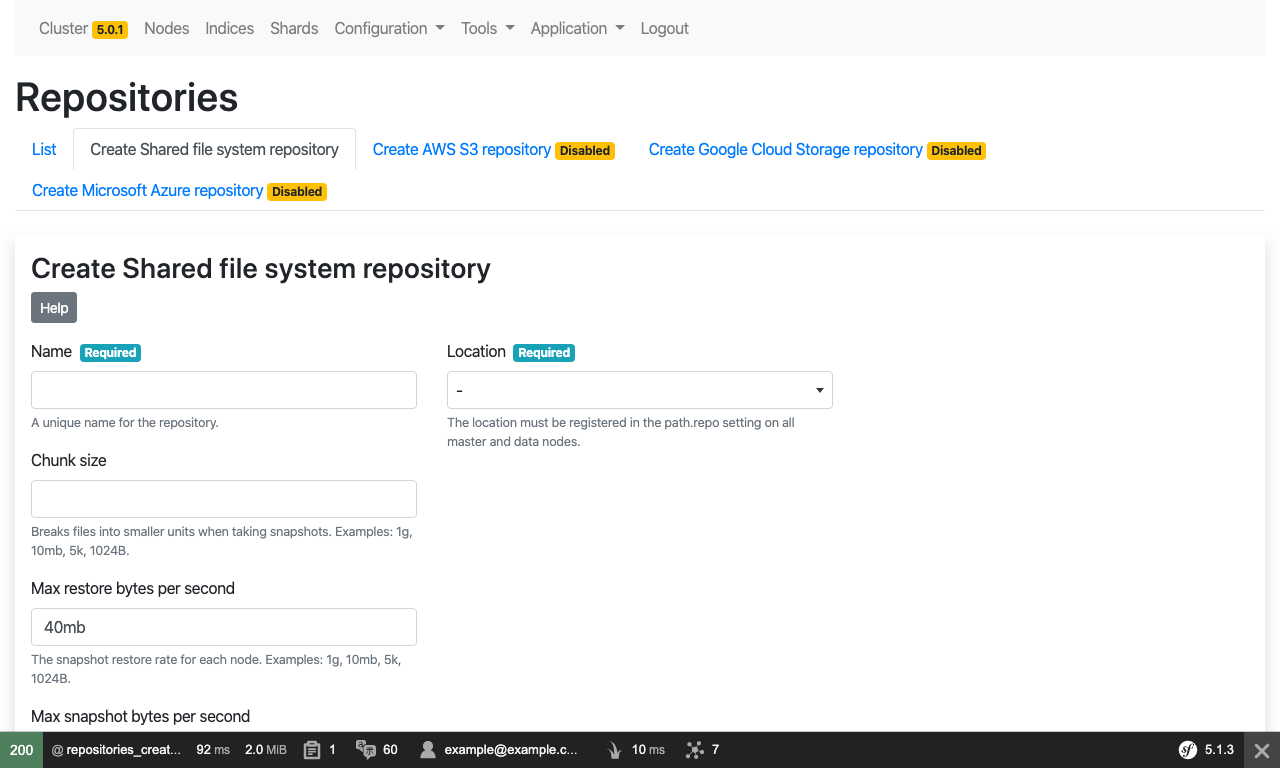 Cluster 5.0.1 Nodes Indices Shards Configuration Tools Application Logout
Repositories
List Create Shared file system repository Create AWS S3 repository Disabled Create Google Cloud Storage repository Disabled
Create Microsoft Azure repository Disabled
Create Shared file system repository
Help
Name Required Location Required
-
A unique name for the repository. The location must be registered in the path.repo setting on all
master and data nodes.
Chunk size
Breaks files into smaller units when taking snapshots. Examples: 1g,
10mb, 5k, 1024B.
Max restore bytes per second
40mb
The snapshot restore rate for each node. Examples: 1g, 10mb, 5k,
1024B.
Max snapshot bytes per second
200 @ repositories_creat... 92 ms 2.0 MiB 1 60 example@example.c... 10 ms 7 sf 5.1.3